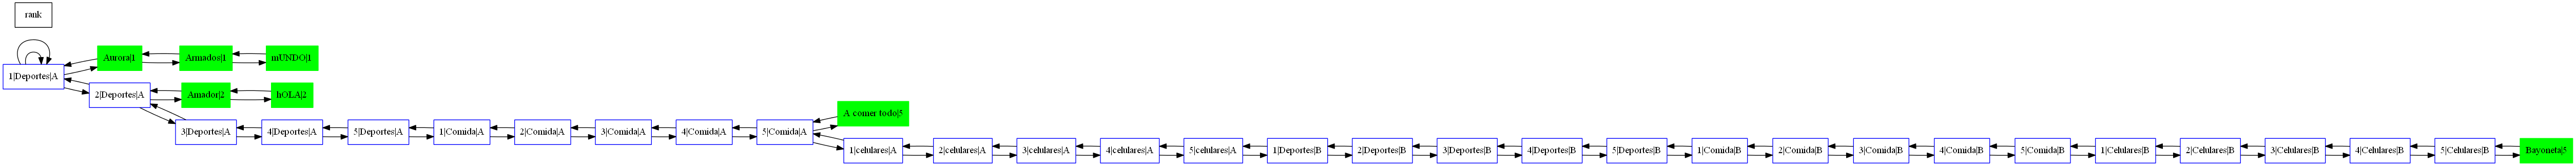 rank
Aurora|1
Armados|1
mUNDO|1
1|Deportes|A
Amador|2
hOLA|2
2|Deportes|A
A comer todo|5
3|Deportes|A
4|Deportes|A
5|Deportes|A
1|Comida|A
2|Comida|A
3|Comida|A
4|Comida|A
5|Comida|A
1|celulares|A
2|celulares|A
3|celulares|A
4|celulares|A
5|celulares|A
1|Deportes|B
2|Deportes|B
3|Deportes|B
4|Deportes|B
5|Deportes|B
1|Comida|B
2|Comida|B
3|Comida|B
4|Comida|B
5|Comida|B
1|Celulares|B
2|Celulares|B
3|Celulares|B
4|Celulares|B
5|Celulares|B
Bayoneta|5